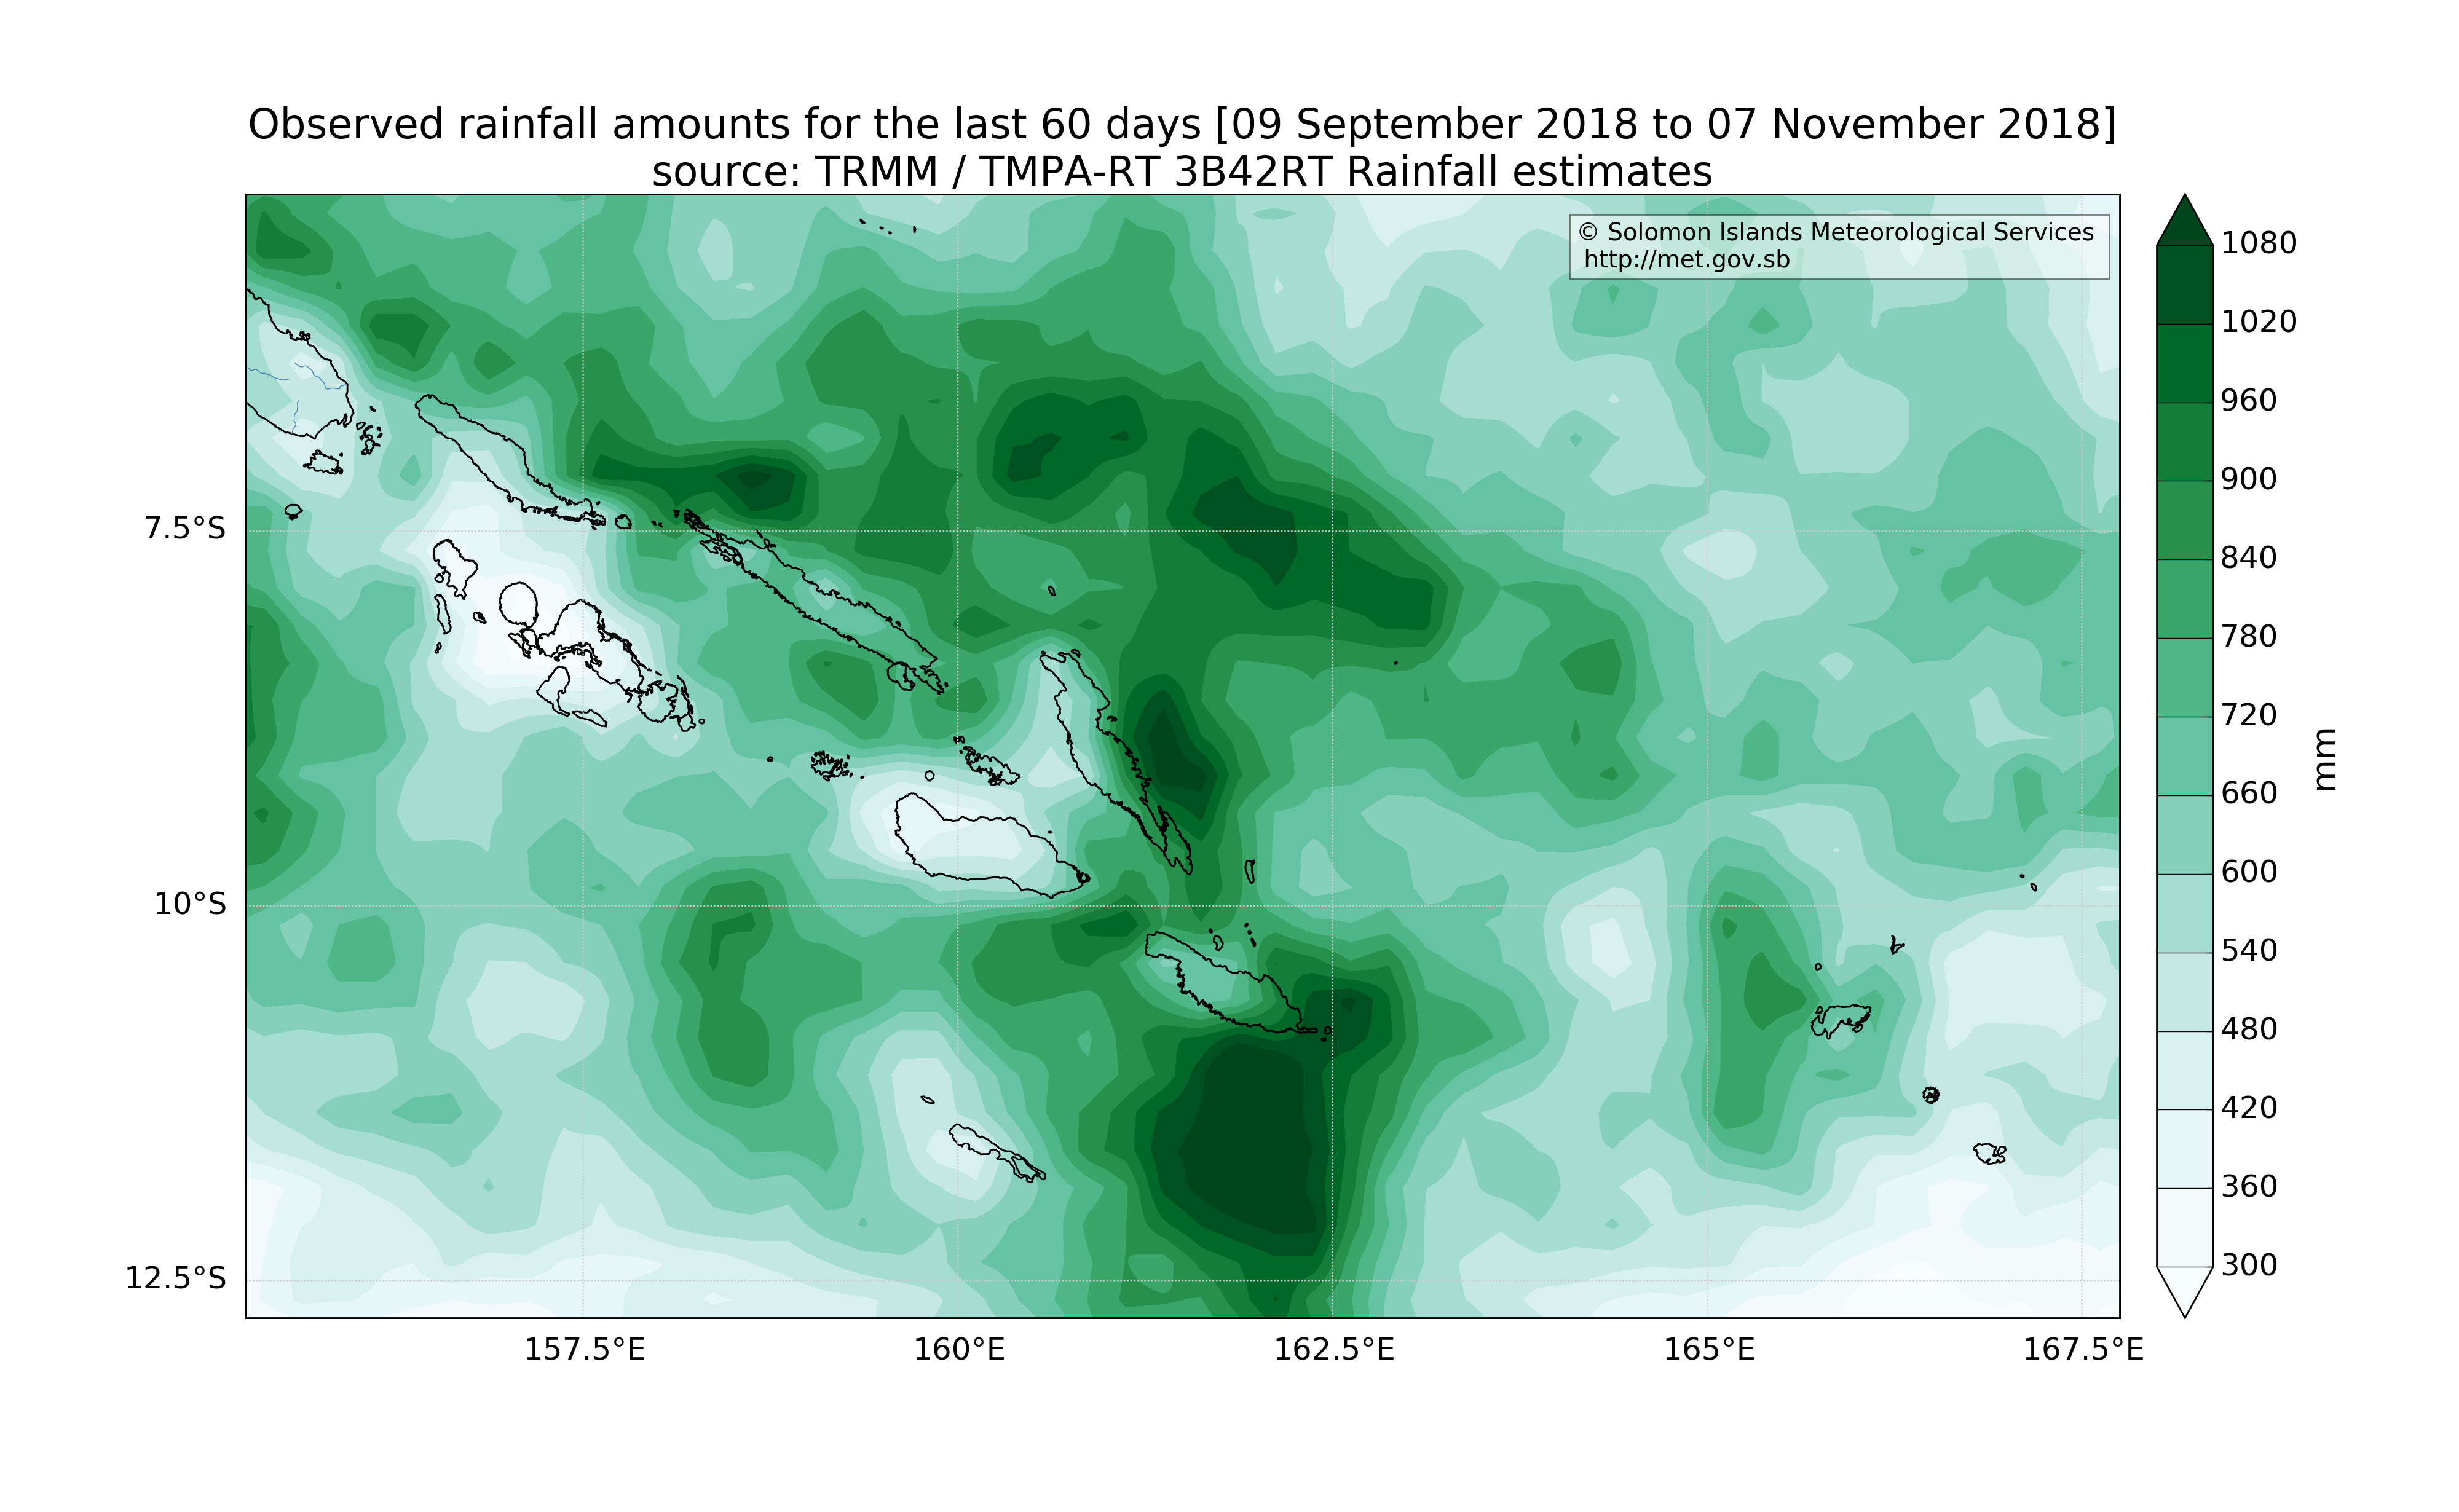 Observed rainfall amounts for the last 60 days [09 September 2018 to 07 November 2018]
source: TRMM / TMPA-RT 3B42RT Rainfall estimates
© Solomon Islands Meteorological Services
http://met.gov.sb
7.5°S
10°S
12.5°S
157.5°E
160°E
162.5°E
165°E
167.5°E
1080
1020
960
900
840
780
720
660
600
540
480
420
360
300
mm